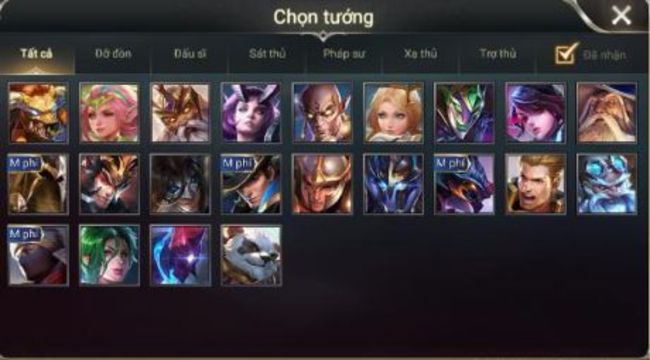 Chọn tướng
Tất cả Đỡ đòn Đấu sĩ Sát thủ Pháp sư Xạ thủ Trợ thủ Đã nhận
M phí M phí M phí
M phí